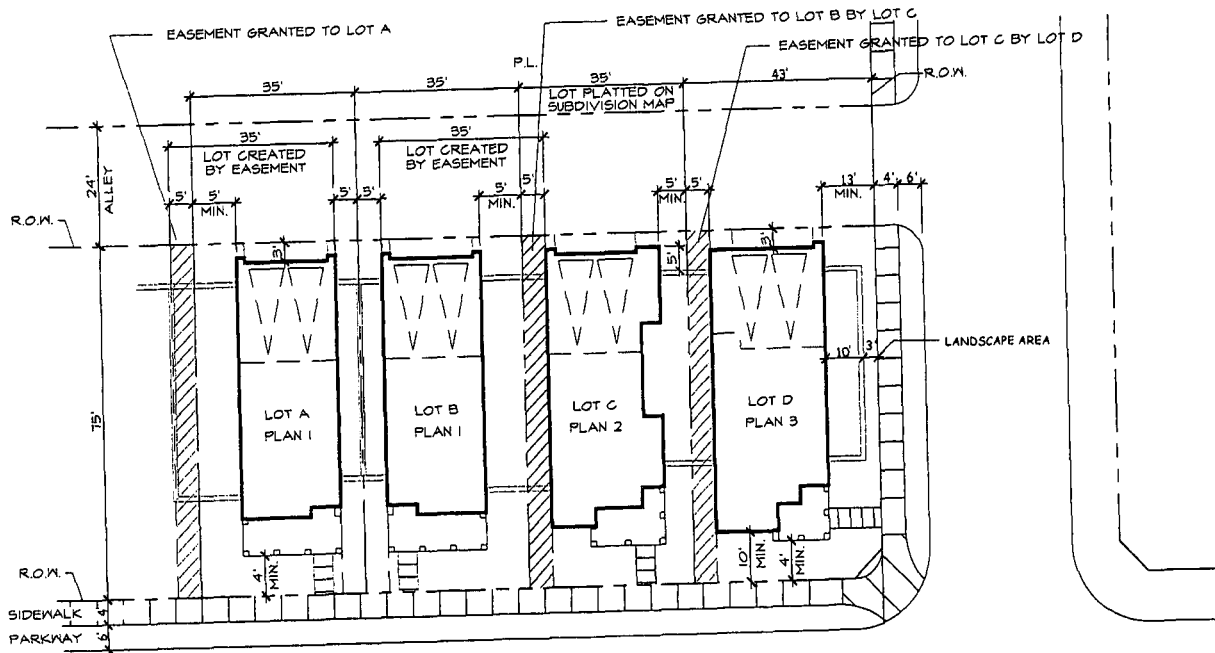 EASEMENT GRANTED TO LOT A
EASEMENT GRANTED TO LOT B BY LOT C
EASEMENT GRANTED TO LOT C BY LOT D
P.L.
R.O.W.
35'
35'
35'
43'
LOT PLATTED ON
SUBDIVISION MAP
35'
LOT CREATED
BY EASEMENT
35'
LOT CREATED
BY EASEMENT
24'
ALLEY
5'
5'
MIN.
5'
5'
5'
MIN.
5'
5'
5'
MIN.
13'
MIN.
4'
6'
R.O.W.
3'
5'
3'
LANDSCAPE AREA
10'
3'
75'
LOT A
PLAN 1
LOT B
PLAN 1
LOT C
PLAN 2
LOT D
PLAN 3
4'
MIN.
10'
MIN.
4'
MIN.
R.O.W.
SIDEWALK
4'
PARKWAY
6'